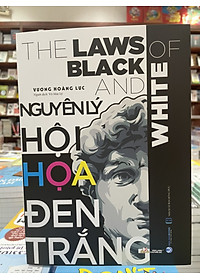 THE LAWS OF
BLACK
AND
WHITE
VƯƠNG HOÀNG LỰC
NGUYÊN LÝ
HỘI
HỌA
ĐEN
TRẮNG